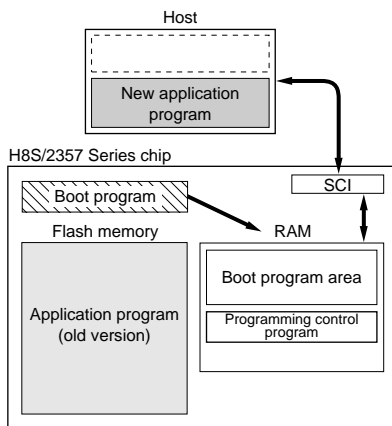 Host
New application
program
H8S/2357 Series chip
SCI
Boot program
Flash memory
RAM
Boot program area
Application program
(old version)
Programming control
program